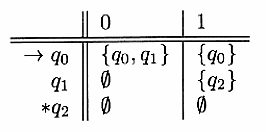 0 1
→ q₀ {q₀, q₁} {q₀}
q₁ ∅ {q₂}
*q₂ ∅ ∅